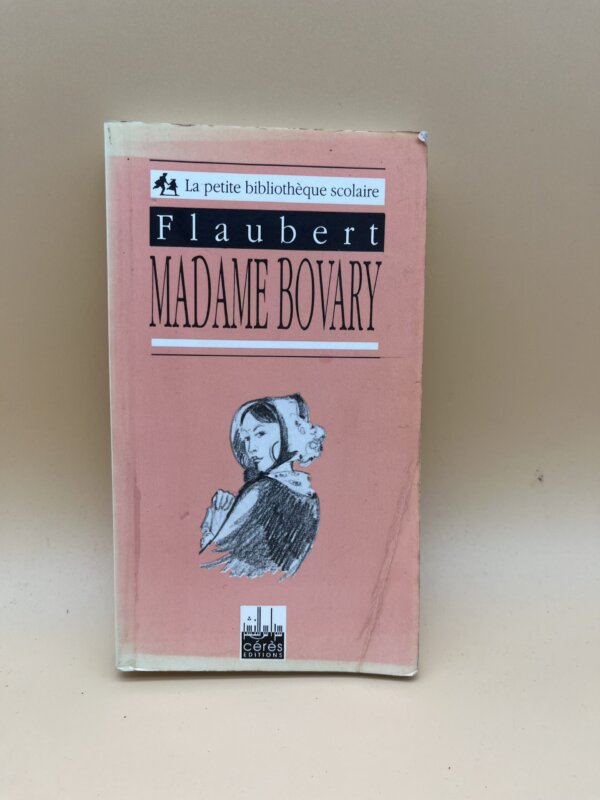 La petite bibliothèque scolaire
Flaubert
MADAME BOVARY
cérès
EDITIONS